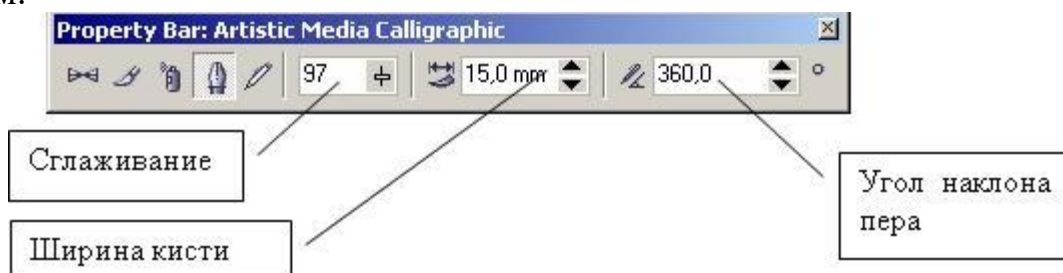 м.
Property Bar: Artistic Media Calligraphic
97 15,0 mm 360,0 °
Сглаживание
Ширина кисти
Угол наклона
пера